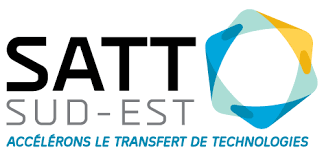 SATT
SUD-EST
ACCÉLÉRONS LE TRANSFERT DE TECHNOLOGIES